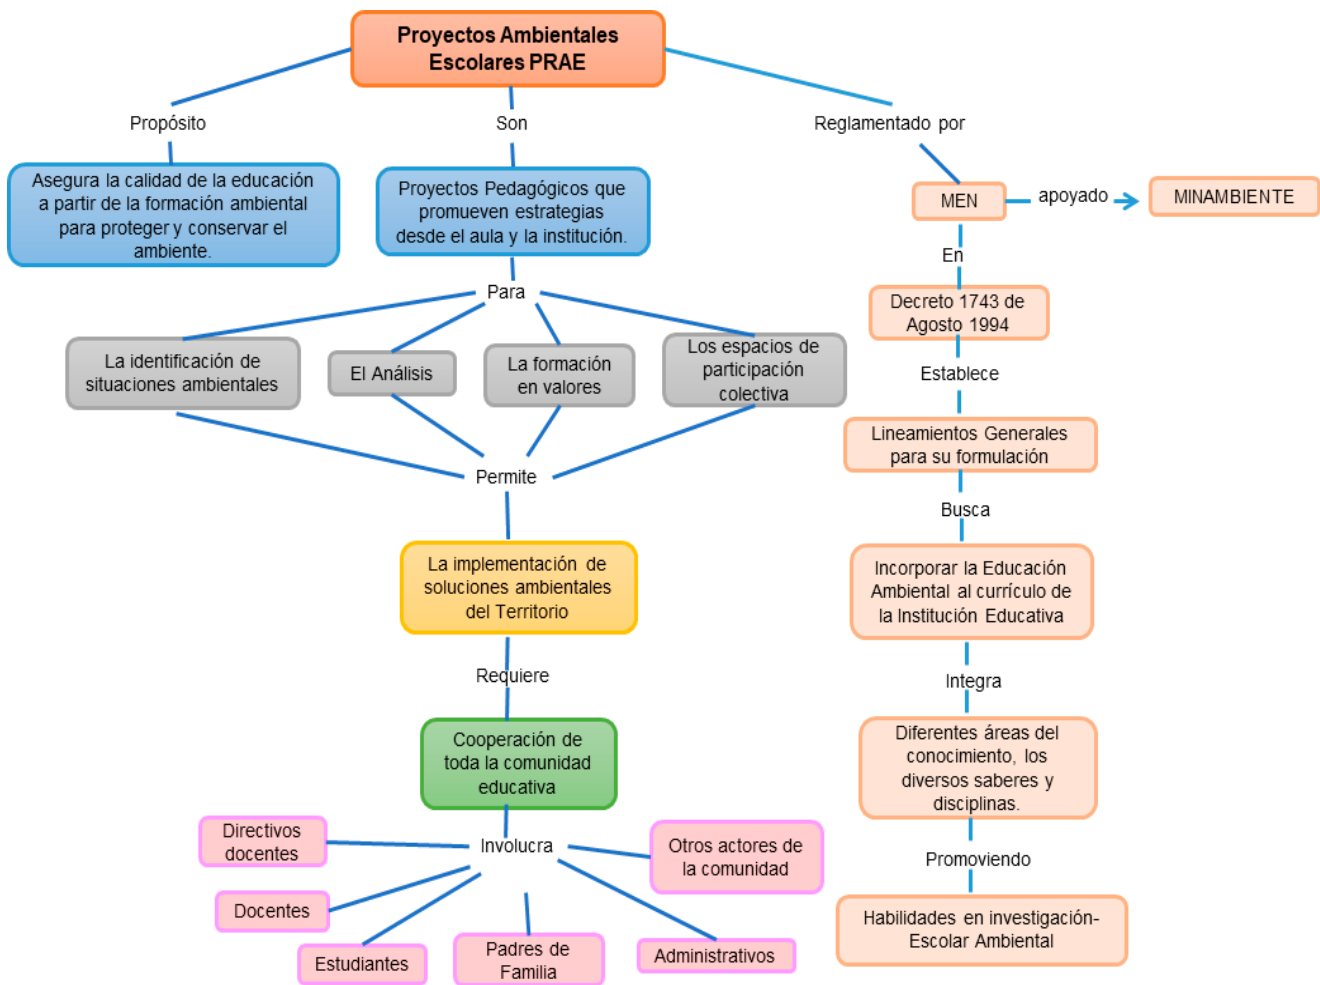 Proyectos Ambientales
Escolares PRAE
Propósito
Son
Reglamentado por
Asegura la calidad de la educación
a partir de la formación ambiental
para proteger y conservar el
ambiente.
Proyectos Pedagógicos que
promueven estrategias
desde el aula y la institución.
MEN
apoyado
MINAMBIENTE
En
Decreto 1743 de
Agosto 1994
Para
La identificación de
situaciones ambientales
El Análisis
La formación
en valores
Los espacios de
participación
colectiva
Establece
Lineamientos Generales
para su formulación
Permite
Busca
La implementación de
soluciones ambientales
del Territorio
Incorporar la Educación
Ambiental al currículo de
la Institución Educativa
Requiere
Integra
Cooperación de
toda la comunidad
educativa
Diferentes áreas del
conocimiento, los
diversos saberes y
disciplinas.
Involucra
Directivos
docentes
Otros actores de
la comunidad
Promoviendo
Docentes
Estudiantes
Padres de
Familia
Administrativos
Habilidades en investigación-
Escolar Ambiental